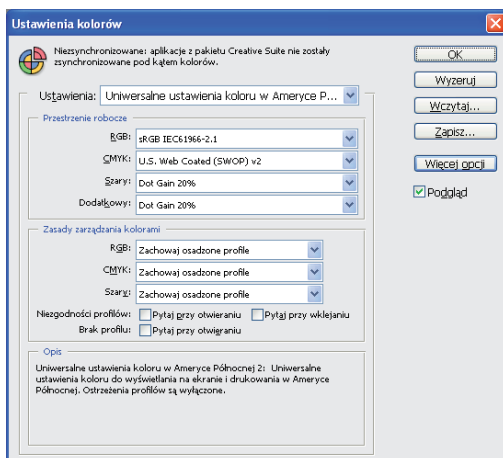 Ustawienia kolorów
Niezsynchronizowane: aplikacje z pakietu Creative Suite nie zostały
zsynchronizowane pod kątem kolorów.
OK
Wyzeruj
Wczytaj...
Zapisz...
Więcej opcji
Podgląd
Ustawienia: Uniwersalne ustawienia koloru w Ameryce P...
Przestrzenie robocze
RGB: sRGB IEC61966-2.1
CMYK: U.S. Web Coated (SWOP) v2
Szary: Dot Gain 20%
Dodatkowy: Dot Gain 20%
Zasady zarządzania kolorami
RGB: Zachowaj osadzone profile
CMYK: Zachowaj osadzone profile
Szary: Zachowaj osadzone profile
Niezgodności profilów: Pytaj przy otwieraniu Pytaj przy wklejaniu
Brak profilu: Pytaj przy otwieraniu
Opis
Uniwersalne ustawienia koloru w Ameryce Północnej 2: Uniwersalne
ustawienia koloru do wyświetlania na ekranie i drukowania w Ameryce
Północnej. Ostrzeżenia profilów są wyłączone.